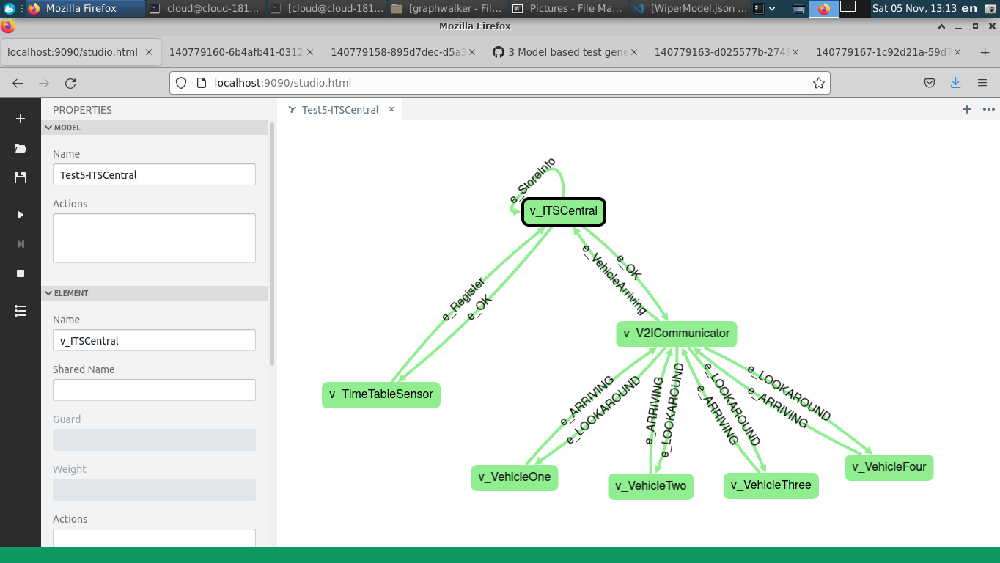 Mozilla Firefox
cloud@cloud-181...
[cloud@cloud-181...
[graphwalker - Fil...
Pictures - File Ma...
[WiperModel.json ...
Sat 05 Nov, 13:13 en
Mozilla Firefox
localhost:9090/studio.html
140779160-6b4afb41-0312
140779158-895d7dec-d5a3
3 Model based test gene
140779163-d025577b-2749
140779167-1c92d21a-59d7
localhost:9090/studio.html
PROPERTIES
Test5-ITSCentral
MODEL
Name
Test5-ITSCentral
Actions
ELEMENT
Name
v_ITSCentral
Shared Name
Guard
Weight
Actions
e_StoreInfo
v_ITSCentral
e_Register
e_OK
e_VehicleArriving
e_OK
v_V2ICommunicator
v_TimeTableSensor
e_ARRIVING
e_LOOKAROUND
e_ARRIVING
e_LOOKAROUND
e_ARRIVING
e_LOOKAROUND
e_ARRIVING
e_LOOKAROUND
v_VehicleOne
v_VehicleTwo
v_VehicleThree
v_VehicleFour